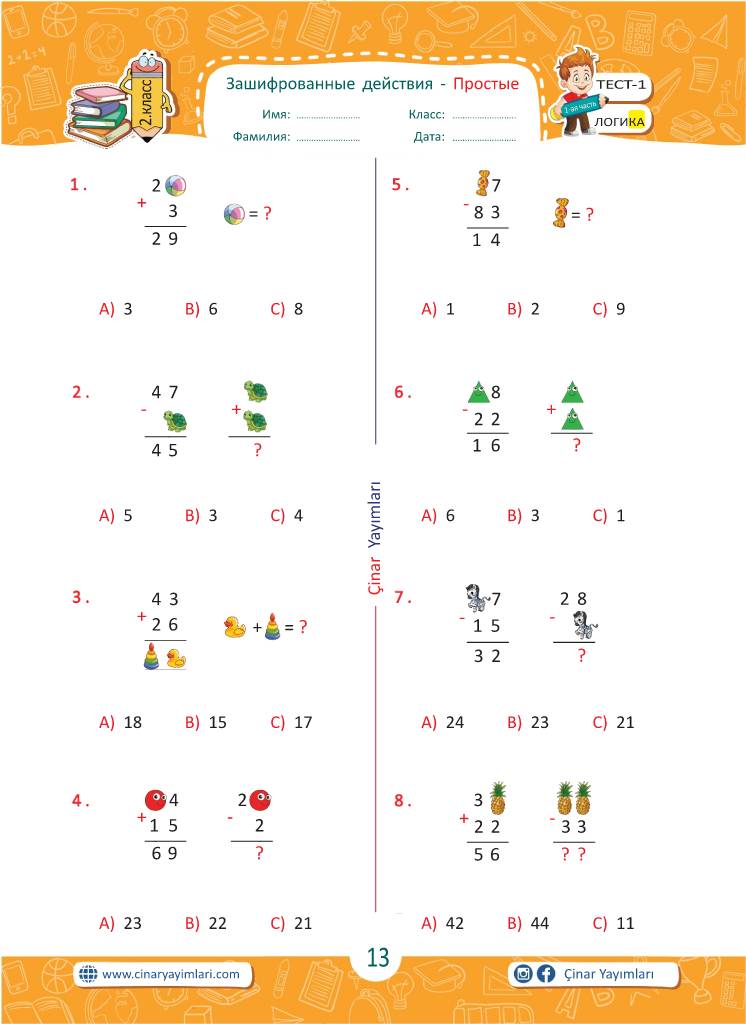 2.класс
Зашифрованные действия - Простые
Имя: ........................
Класс: ........................
Фамилия: ........................
Дата: ........................
ТЕСТ-1
1-ая часть
ЛОГИКА
1 .
2
+ 3
2 9
= ?
A) 3 B) 6 C) 8
2 .
4 7
-
4 5
+
?
A) 5 B) 3 C) 4
3 .
4 3
+ 2 6
+ = ?
A) 18 B) 15 C) 17
4 .
4
+ 1 5
6 9
2
- 2
?
A) 23 B) 22 C) 21
Çinar Yayımları
5 .
7
- 8 3
1 4
= ?
A) 1 B) 2 C) 9
6 .
8
- 2 2
1 6
+
?
A) 6 B) 3 C) 1
7 .
7
- 1 5
3 2
2 8
-
?
A) 24 B) 23 C) 21
8 .
3
+ 2 2
5 6
- 3 3
? ?
A) 42 B) 44 C) 11
www.cinaryayimlari.com
13
Çinar Yayımları